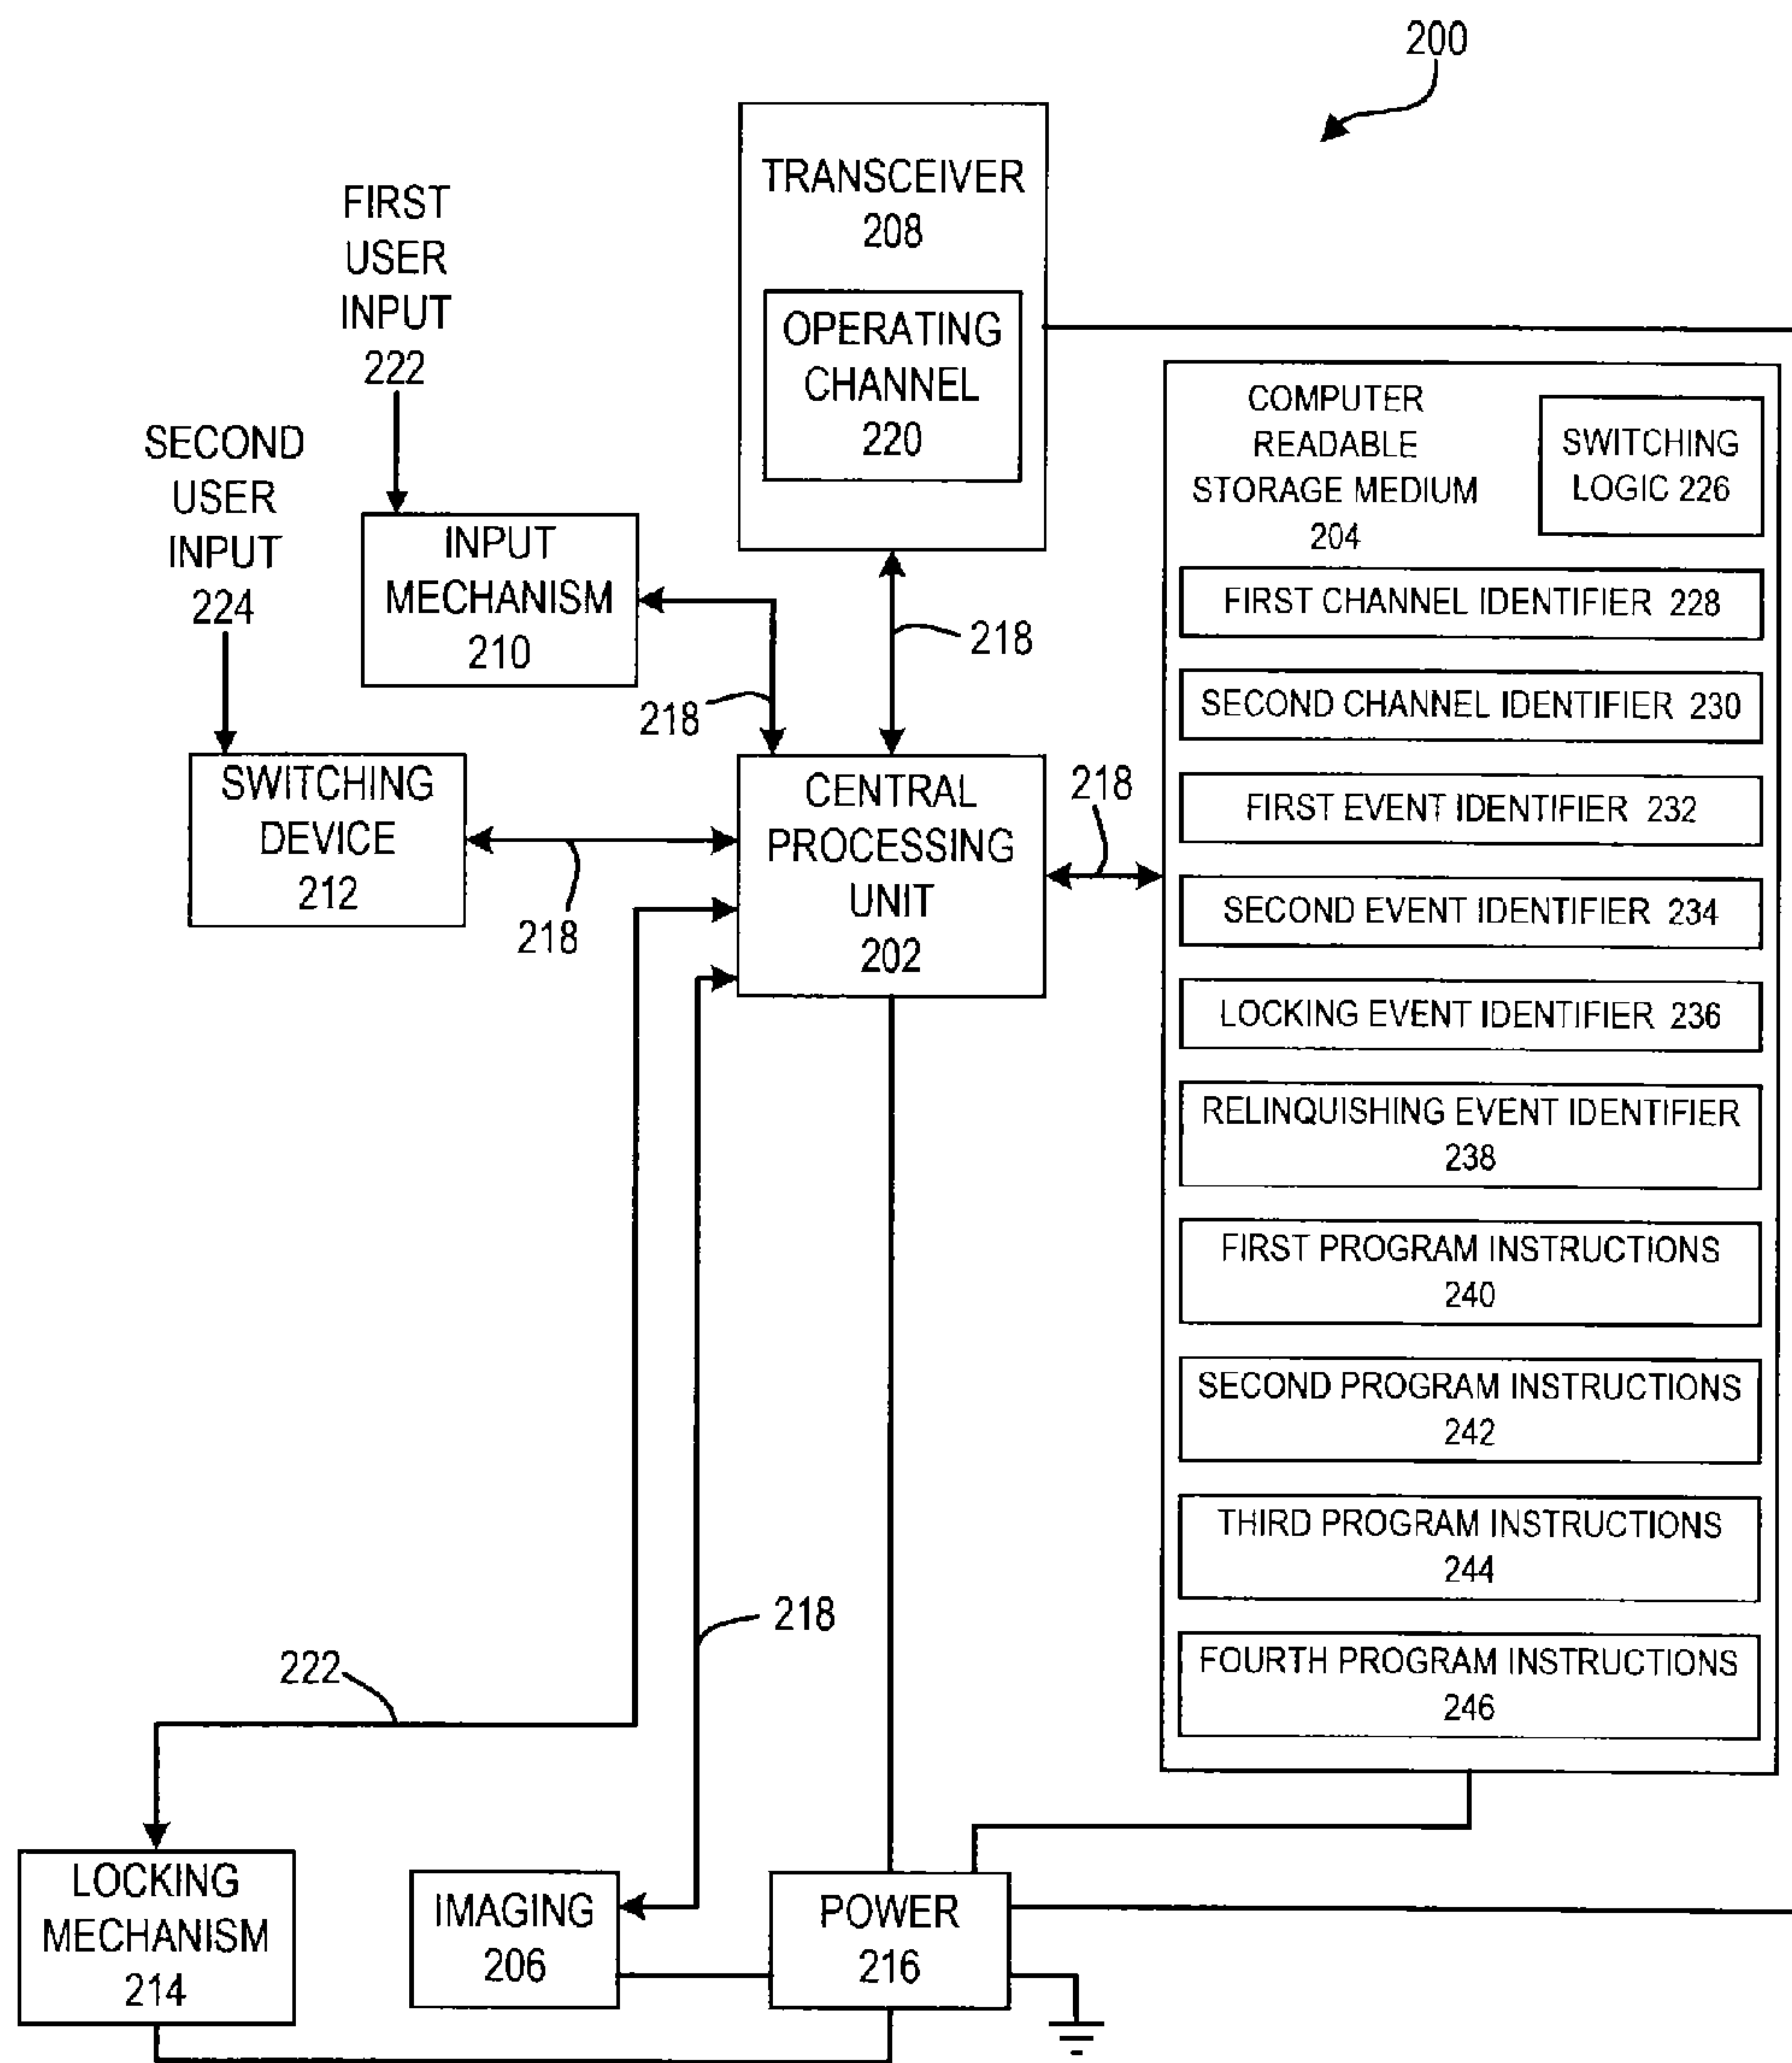 200
TRANSCEIVER
208
OPERATING
CHANNEL
220
FIRST
USER
INPUT
222
SECOND
USER
INPUT
224
INPUT
MECHANISM
210
218
218
SWITCHING
DEVICE
212
218
CENTRAL
PROCESSING
UNIT
202
218
COMPUTER
READABLE
STORAGE MEDIUM
204
SWITCHING
LOGIC 226
FIRST CHANNEL IDENTIFIER 228
SECOND CHANNEL IDENTIFIER 230
FIRST EVENT IDENTIFIER 232
SECOND EVENT IDENTIFIER 234
LOCKING EVENT IDENTIFIER 236
RELINQUISHING EVENT IDENTIFIER
238
FIRST PROGRAM INSTRUCTIONS
240
SECOND PROGRAM INSTRUCTIONS
242
THIRD PROGRAM INSTRUCTIONS
244
FOURTH PROGRAM INSTRUCTIONS
246
218
222
LOCKING
MECHANISM
214
IMAGING
206
POWER
216